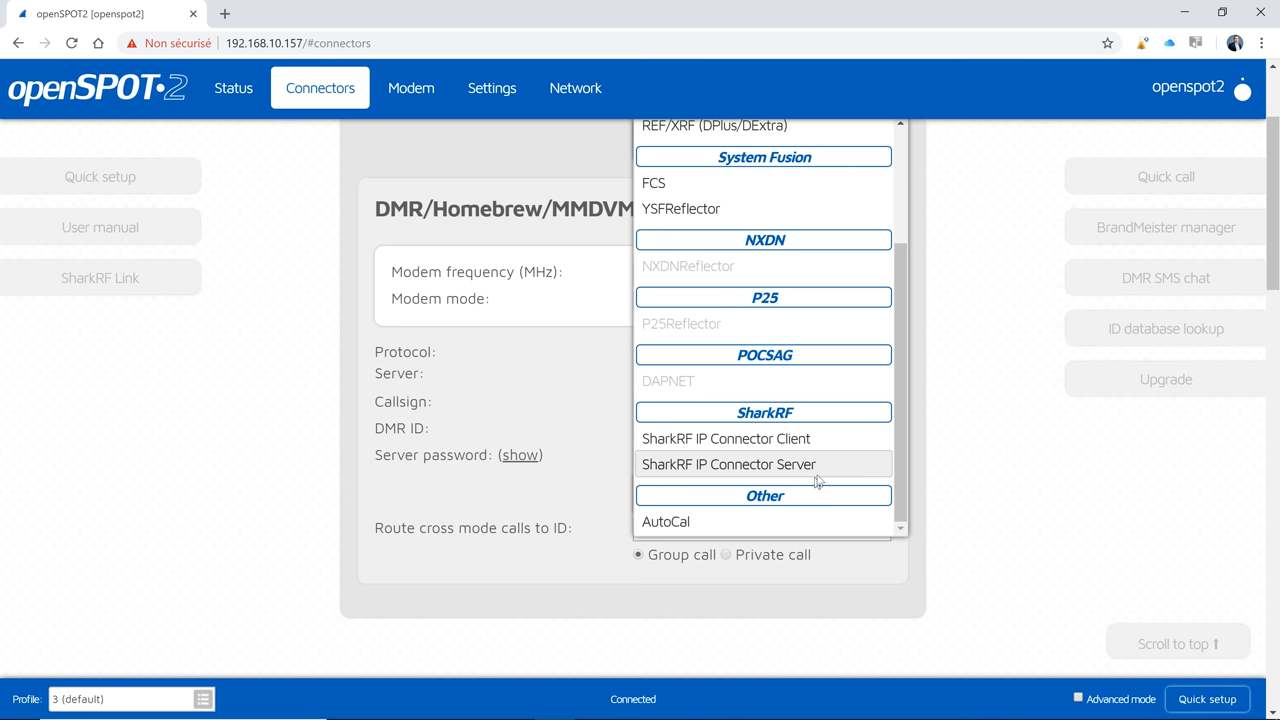 openSPOT2 [openspot2]
Non sécurisé
192.168.10.157/#connectors
openSPOT·2
Status
Connectors
Modem
Settings
Network
openspot2
Quick setup
User manual
SharkRF Link
DMR/Homebrew/MMDVM
Modem frequency (MHz):
Modem mode:
Protocol:
Server:
Callsign:
DMR ID:
Server password: (show)
Route cross mode calls to ID:
REF/XRF (DPlus/DExtra)
System Fusion
FCS
YSFReflector
NXDN
NXDNReflector
P25
P25Reflector
POCSAG
DAPNET
SharkRF
SharkRF IP Connector Client
SharkRF IP Connector Server
Other
AutoCal
Group call
Private call
Quick call
BrandMeister manager
DMR SMS chat
ID database lookup
Upgrade
Scroll to top ↑
Profile:
3 (default)
Connected
Advanced mode
Quick setup